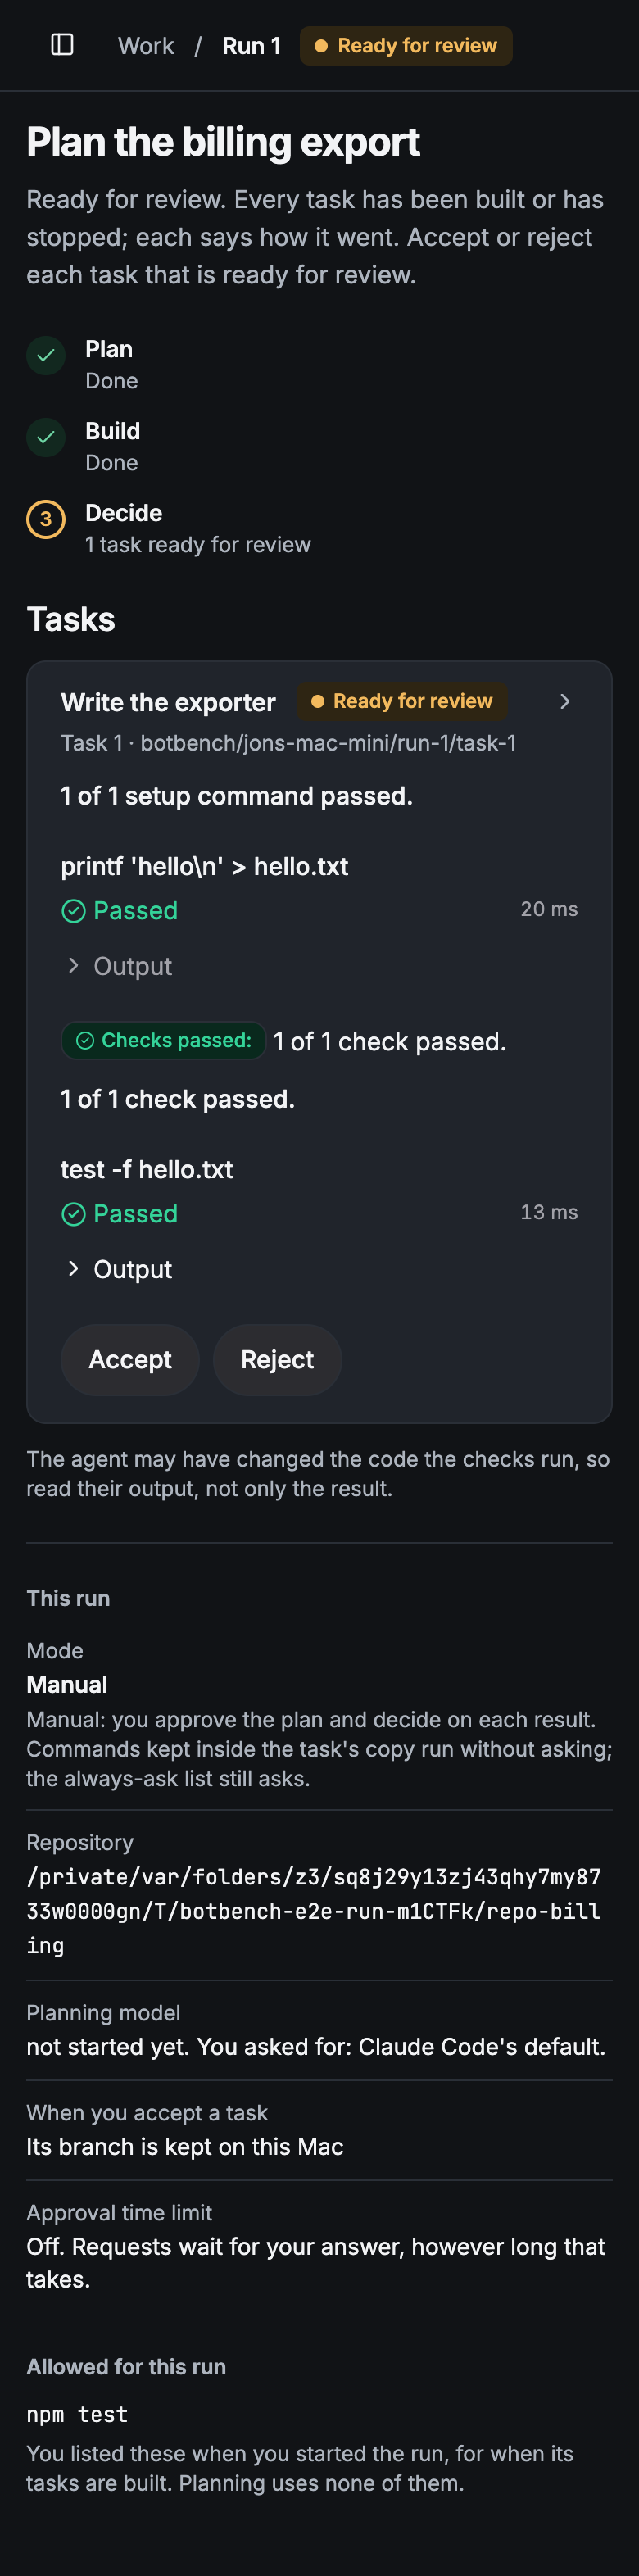 Work / Run 1 Ready for review
Plan the billing export
Ready for review. Every task has been built or has
stopped; each says how it went. Accept or reject
each task that is ready for review.
Plan
Done
Build
Done
3 Decide
1 task ready for review
Tasks
Write the exporter Ready for review
Task 1 · botbench/jons-mac-mini/run-1/task-1
1 of 1 setup command passed.
printf 'hello\n' > hello.txt
Passed 20 ms
Output
Checks passed: 1 of 1 check passed.
1 of 1 check passed.
test -f hello.txt
Passed 13 ms
Output
Accept Reject
The agent may have changed the code the checks run, so
read their output, not only the result.
This run
Mode
Manual
Manual: you approve the plan and decide on each result.
Commands kept inside the task's copy run without asking;
the always-ask list still asks.
Repository
/private/var/folders/z3/sq8j29y13zj43qhy7my87
33w0000gn/T/botbench-e2e-run-m1CTFk/repo-bill
ing
Planning model
not started yet. You asked for: Claude Code's default.
When you accept a task
Its branch is kept on this Mac
Approval time limit
Off. Requests wait for your answer, however long that
takes.
Allowed for this run
npm test
You listed these when you started the run, for when its
tasks are built. Planning uses none of them.